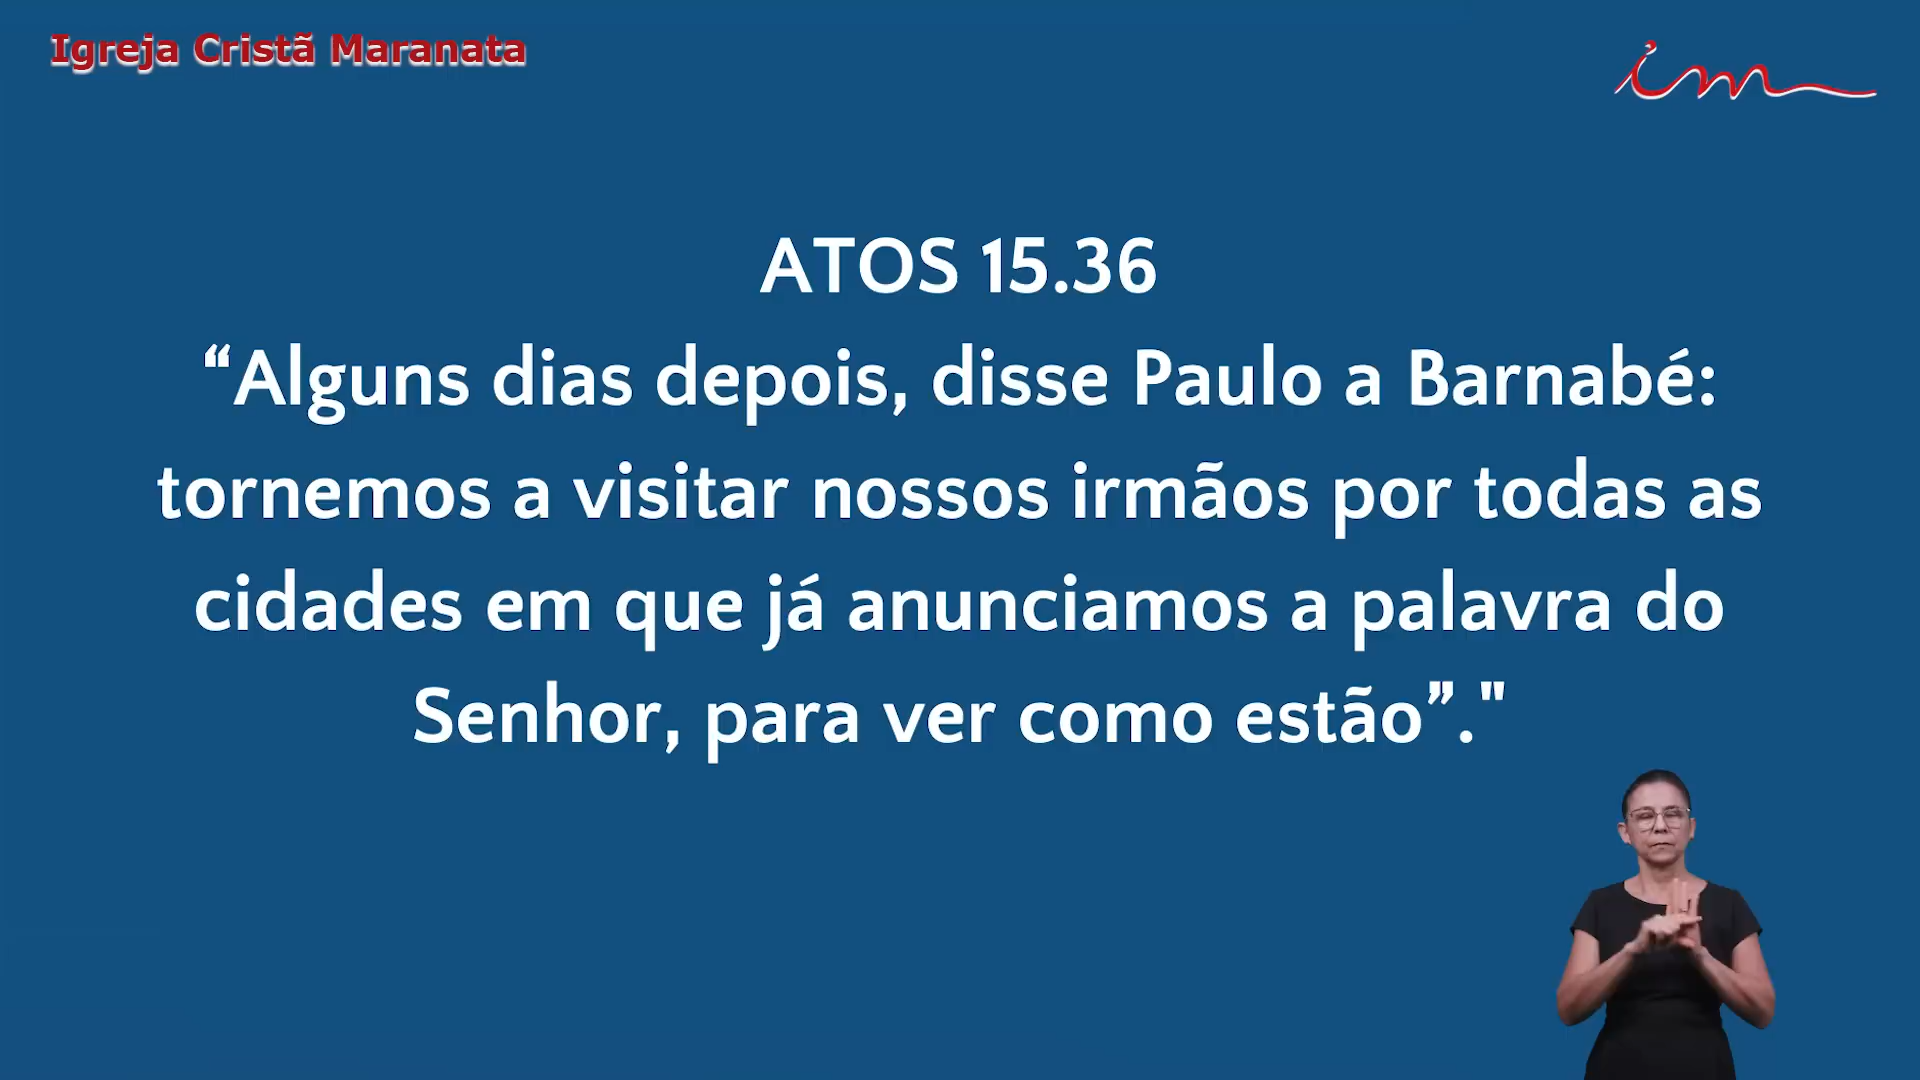 Igreja Cristã Maranata
im
ATOS 15.36
“Alguns dias depois, disse Paulo a Barnabé:
tornemos a visitar nossos irmãos por todas as
cidades em que já anunciamos a palavra do
Senhor, para ver como estão”."